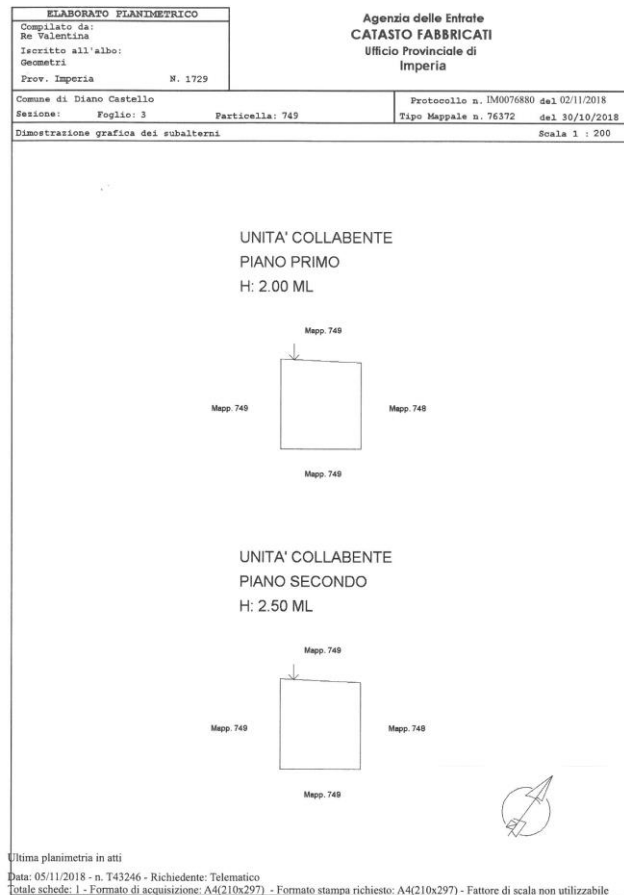 ELABORATO PLANIMETRICO
Compilato da:
Re Valentina
Iscritto all'albo:
Geometri
Prov. Imperia N. 1729
Agenzia delle Entrate
CATASTO FABBRICATI
Ufficio Provinciale di
Imperia
Comune di Diano Castello
Sezione: Foglio: 3 Particella: 749
Protocollo n. IM0076880 del 02/11/2018
Tipo Mappale n. 76372 del 30/10/2018
Dimostrazione grafica dei subalterni Scala 1 : 200
UNITA' COLLABENTE
PIANO PRIMO
H: 2.00 ML
Mapp. 749
Mapp. 749 Mapp. 748
Mapp. 749
UNITA' COLLABENTE
PIANO SECONDO
H: 2.50 ML
Mapp. 749
Mapp. 749 Mapp. 748
Mapp. 749
Ultima planimetria in atti
Data: 05/11/2018 - n. T43246 - Richiedente: Telematico
Totale schede: 1 - Formato di acquisizione: A4(210x297) - Formato stampa richiesto: A4(210x297) - Fattore di scala non utilizzabile